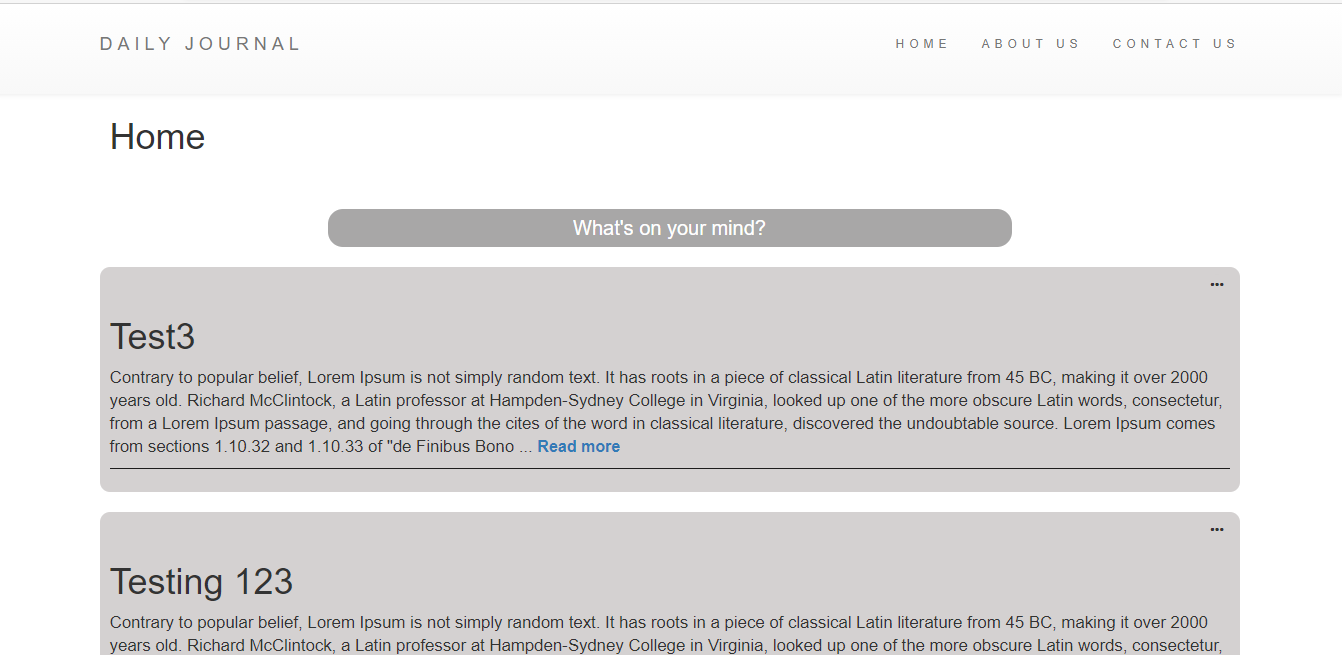 DAILY JOURNAL
HOME ABOUT US CONTACT US
Home
What's on your mind?
...
Test3
Contrary to popular belief, Lorem Ipsum is not simply random text. It has roots in a piece of classical Latin literature from 45 BC, making it over 2000
years old. Richard McClintock, a Latin professor at Hampden-Sydney College in Virginia, looked up one of the more obscure Latin words, consectetur,
from a Lorem Ipsum passage, and going through the cites of the word in classical literature, discovered the undoubtable source. Lorem Ipsum comes
from sections 1.10.32 and 1.10.33 of "de Finibus Bono ... Read more
...
Testing 123
Contrary to popular belief, Lorem Ipsum is not simply random text. It has roots in a piece of classical Latin literature from 45 BC, making it over 2000
years old. Richard McClintock, a Latin professor at Hampden-Sydney College in Virginia, looked up one of the more obscure Latin words, consectetur,